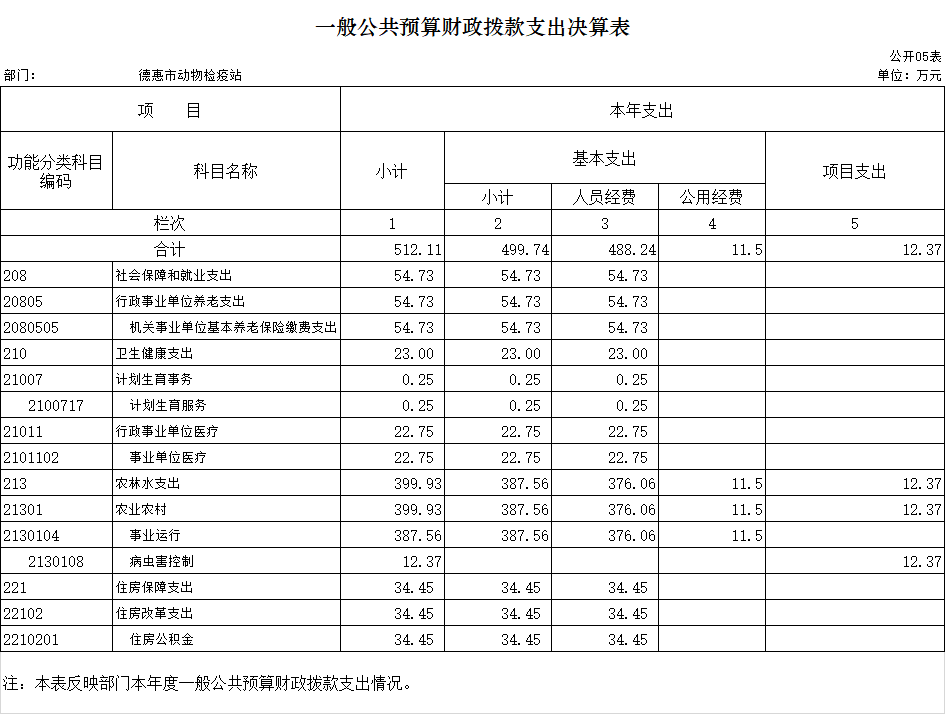 一般公共预算财政拨款支出决算表
公开05表
部门： 德惠市动物检疫站 单位：万元
项 目 本年支出
功能分类科目编码 科目名称 小计 基本支出 项目支出
小计 人员经费 公用经费
栏次 1 2 3 4 5
合计 512.11 499.74 488.24 11.5 12.37
208 社会保障和就业支出 54.73 54.73 54.73
20805 行政事业单位养老支出 54.73 54.73 54.73
2080505 机关事业单位基本养老保险缴费支出 54.73 54.73 54.73
210 卫生健康支出 23.00 23.00 23.00
21007 计划生育事务 0.25 0.25 0.25
2100717 计划生育服务 0.25 0.25 0.25
21011 行政事业单位医疗 22.75 22.75 22.75
2101102 事业单位医疗 22.75 22.75 22.75
213 农林水支出 399.93 387.56 376.06 11.5 12.37
21301 农业农村 399.93 387.56 376.06 11.5 12.37
2130104 事业运行 387.56 387.56 376.06 11.5
2130108 病虫害控制 12.37 12.37
221 住房保障支出 34.45 34.45 34.45
22102 住房改革支出 34.45 34.45 34.45
2210201 住房公积金 34.45 34.45 34.45
注：本表反映部门本年度一般公共预算财政拨款支出情况。